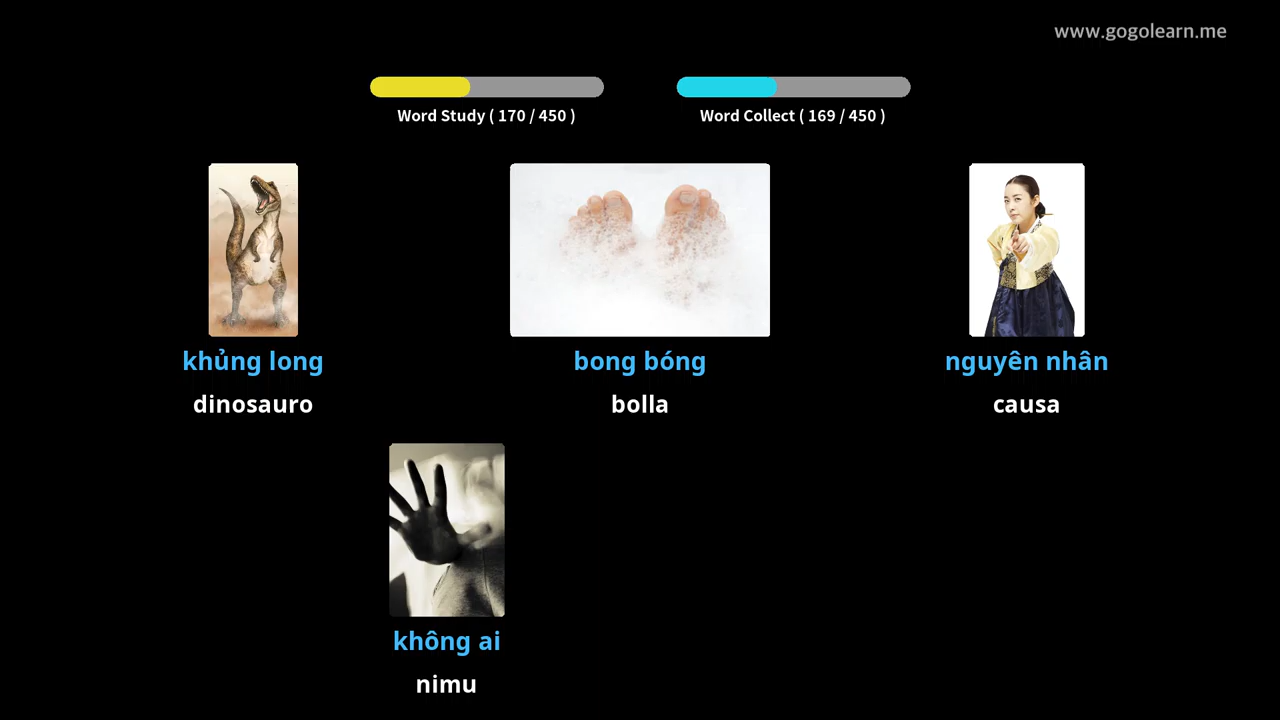 www.gogolearn.me
Word Study ( 170 / 450 )
Word Collect ( 169 / 450 )
khủng long
dinosauro
bong bóng
bolla
nguyên nhân
causa
không ai
nimu